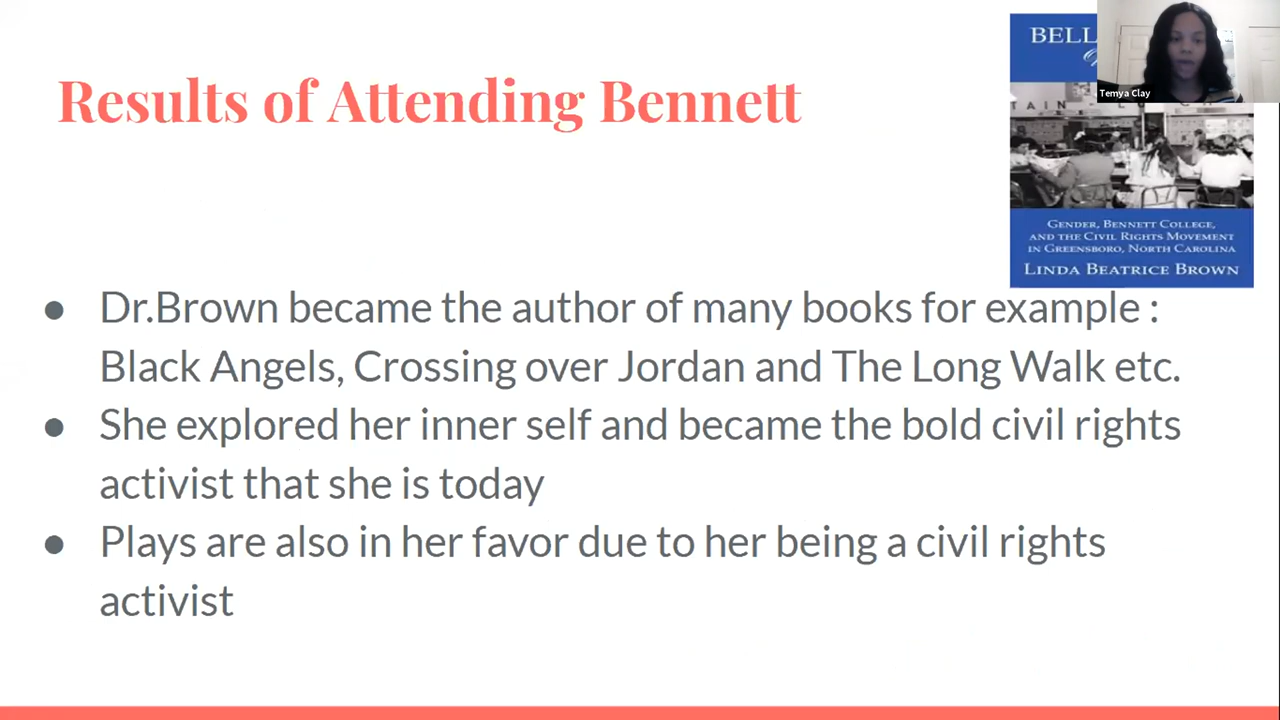 Results of Attending Bennett
BELL
Temya Clay
GENDER, BENNETT COLLEGE,
AND THE CIVIL RIGHTS MOVEMENT
IN GREENSBORO, NORTH CAROLINA
LINDA BEATRICE BROWN
● Dr.Brown became the author of many books for example :
Black Angels, Crossing over Jordan and The Long Walk etc.
● She explored her inner self and became the bold civil rights
activist that she is today
● Plays are also in her favor due to her being a civil rights
activist